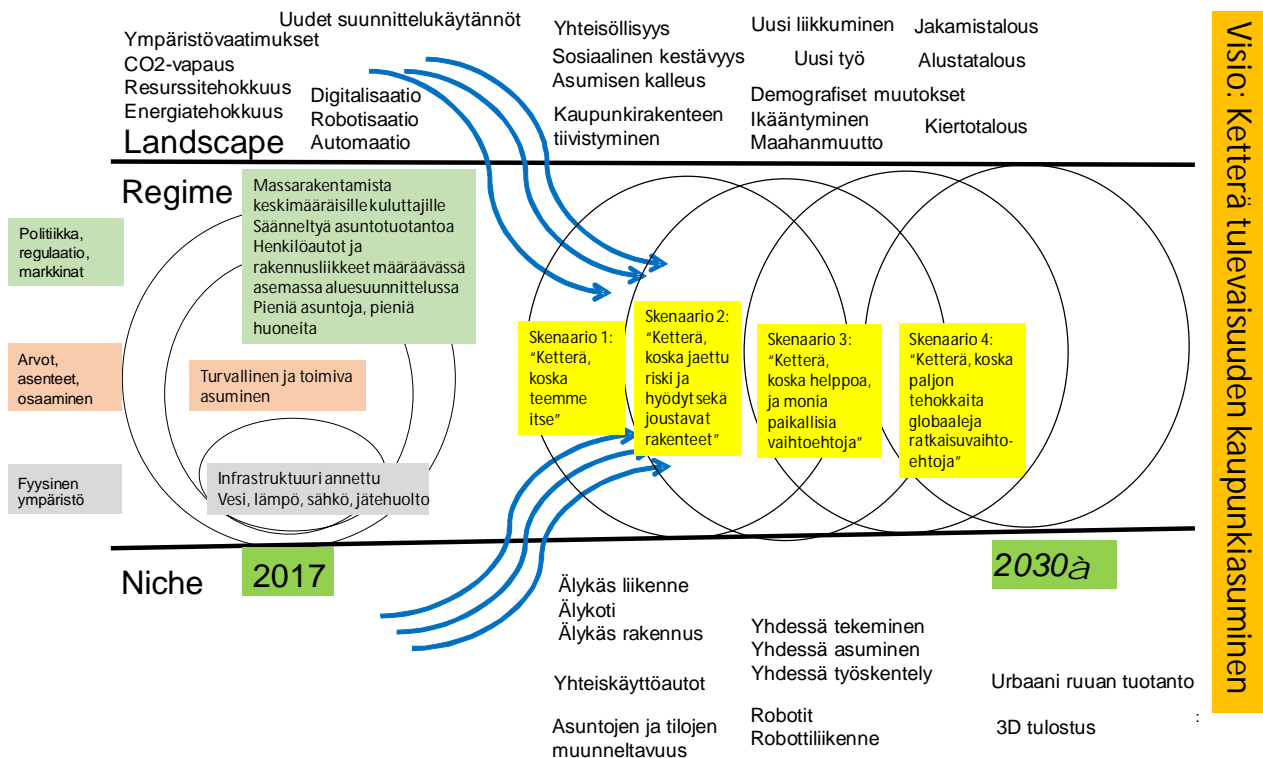 Uudet suunnittelukäytännöt
Ympäristövaatimukset
CO2-vapaus
Resurssitehokkuus
Energiatehokkuus
Landscape
Digitalisaatio
Robotisaatio
Automaatio
Yhteisöllisyys
Sosiaalinen kestävyys
Asumisen kalleus
Kaupunkirakenteen
tiivistyminen
Uusi liikkuminen
Uusi työ
Demografiset muutokset
Ikääntyminen
Maahanmuutto
Jakamistalous
Alustatalous
Kiertotalous
Visio: Ketterä tulevaisuuden kaupunkiasuminen
Regime
Massarakentamista
keskimääräisille kuluttajille
Säänneltyä asuntotuotantoa
Henkilöautot ja
rakennusliikkeet määräävässä
asemassa aluesuunnittelussa
Pieniä asuntoja, pieniä
huoneita
Politiikka,
regulaatio,
markkinat
Arvot,
asenteet,
osaaminen
Turvallinen ja toimiva
asuminen
Fyysinen
ympäristö
Infrastruktuuri annettu
Vesi, lämpö, sähkö, jätehuolto
Skenaario 1:
"Ketterä,
koska
teemme
itse"
Skenaario 2:
"Ketterä,
koska jaettu
riski ja
hyödyt sekä
joustavat
rakenteet"
Skenaario 3:
"Ketterä,
koska helppoa,
ja monia
paikallisia
vaihtoehtoja"
Skenaario 4:
"Ketterä, koska
paljon
tehokkaita
globaaleja
ratkaisuvaihto-
ehtoja"
Niche
2017
2030à
Älykäs liikenne
Älykoti
Älykäs rakennus
Yhteiskäyttöautot
Asuntojen ja tilojen
muunneltavuus
Yhdessä tekeminen
Yhdessä asuminen
Yhdessä työskentely
Robotit
Robottiliikenne
Urbaani ruuan tuotanto
3D tulostus
: